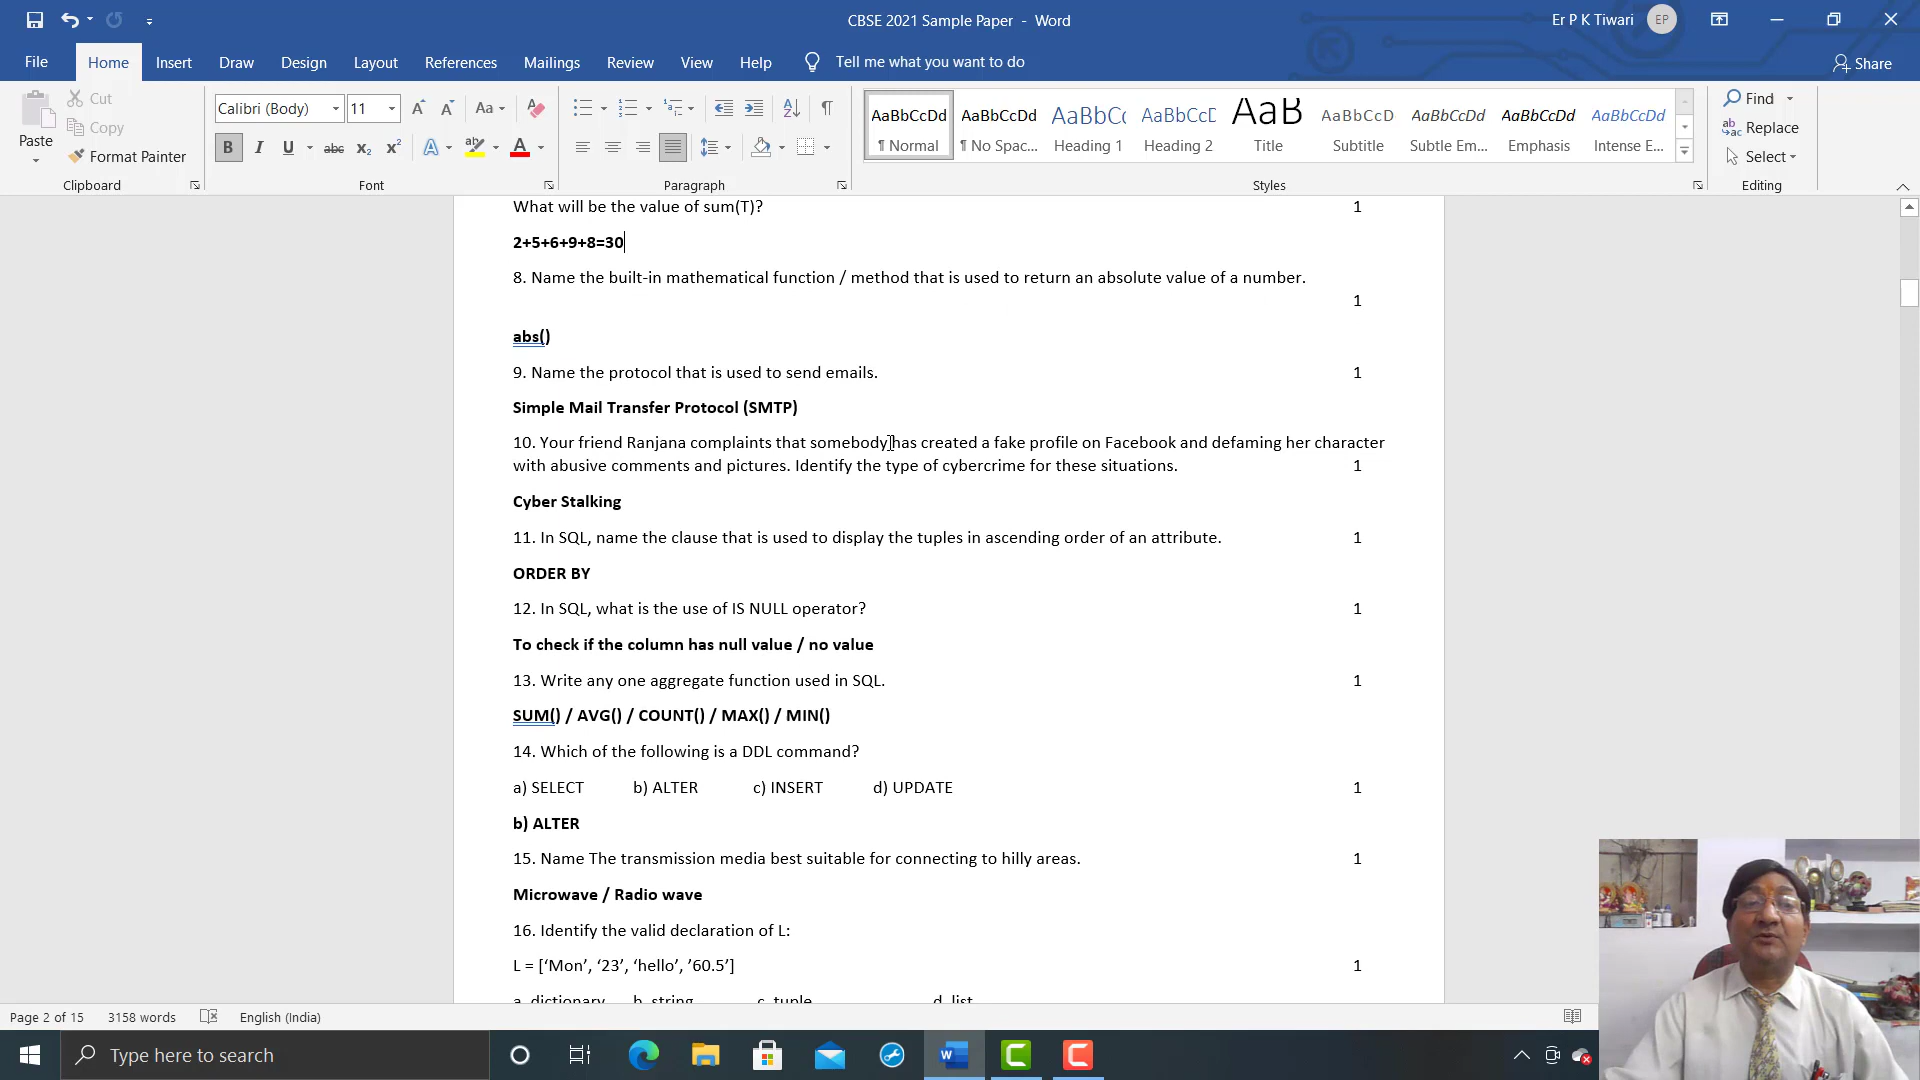 CBSE 2021 Sample Paper - Word
Er P K Tiwari EP
File Home Insert Draw Design Layout References Mailings Review View Help Tell me what you want to do Share
Paste
Cut
Copy
Format Painter
Clipboard
Calibri (Body) 11
Aa
B I U abc x₂ x² A A
Font
Paragraph
AaBbCcDd ¶ Normal
AaBbCcDd ¶ No Spac...
AaBbCc Heading 1
AaBbCcD Heading 2
AaB Title
AaBbCcD Subtitle
AaBbCcDd Subtle Em...
AaBbCcDd Emphasis
AaBbCcDd Intense E...
Styles
Find
Replace
Select
Editing
What will be the value of sum(T)? 1
2+5+6+9+8=30
8. Name the built-in mathematical function / method that is used to return an absolute value of a number.
1
abs()
9. Name the protocol that is used to send emails. 1
Simple Mail Transfer Protocol (SMTP)
10. Your friend Ranjana complaints that somebody has created a fake profile on Facebook and defaming her character
with abusive comments and pictures. Identify the type of cybercrime for these situations. 1
Cyber Stalking
11. In SQL, name the clause that is used to display the tuples in ascending order of an attribute. 1
ORDER BY
12. In SQL, what is the use of IS NULL operator? 1
To check if the column has null value / no value
13. Write any one aggregate function used in SQL. 1
SUM() / AVG() / COUNT() / MAX() / MIN()
14. Which of the following is a DDL command?
a) SELECT b) ALTER c) INSERT d) UPDATE 1
b) ALTER
15. Name The transmission media best suitable for connecting to hilly areas. 1
Microwave / Radio wave
16. Identify the valid declaration of L:
L = [‘Mon’, ‘23’, ‘hello’, ’60.5’] 1
a. dictionary b. string c. tuple d. list
Page 2 of 15 3158 words English (India)
Type here to search